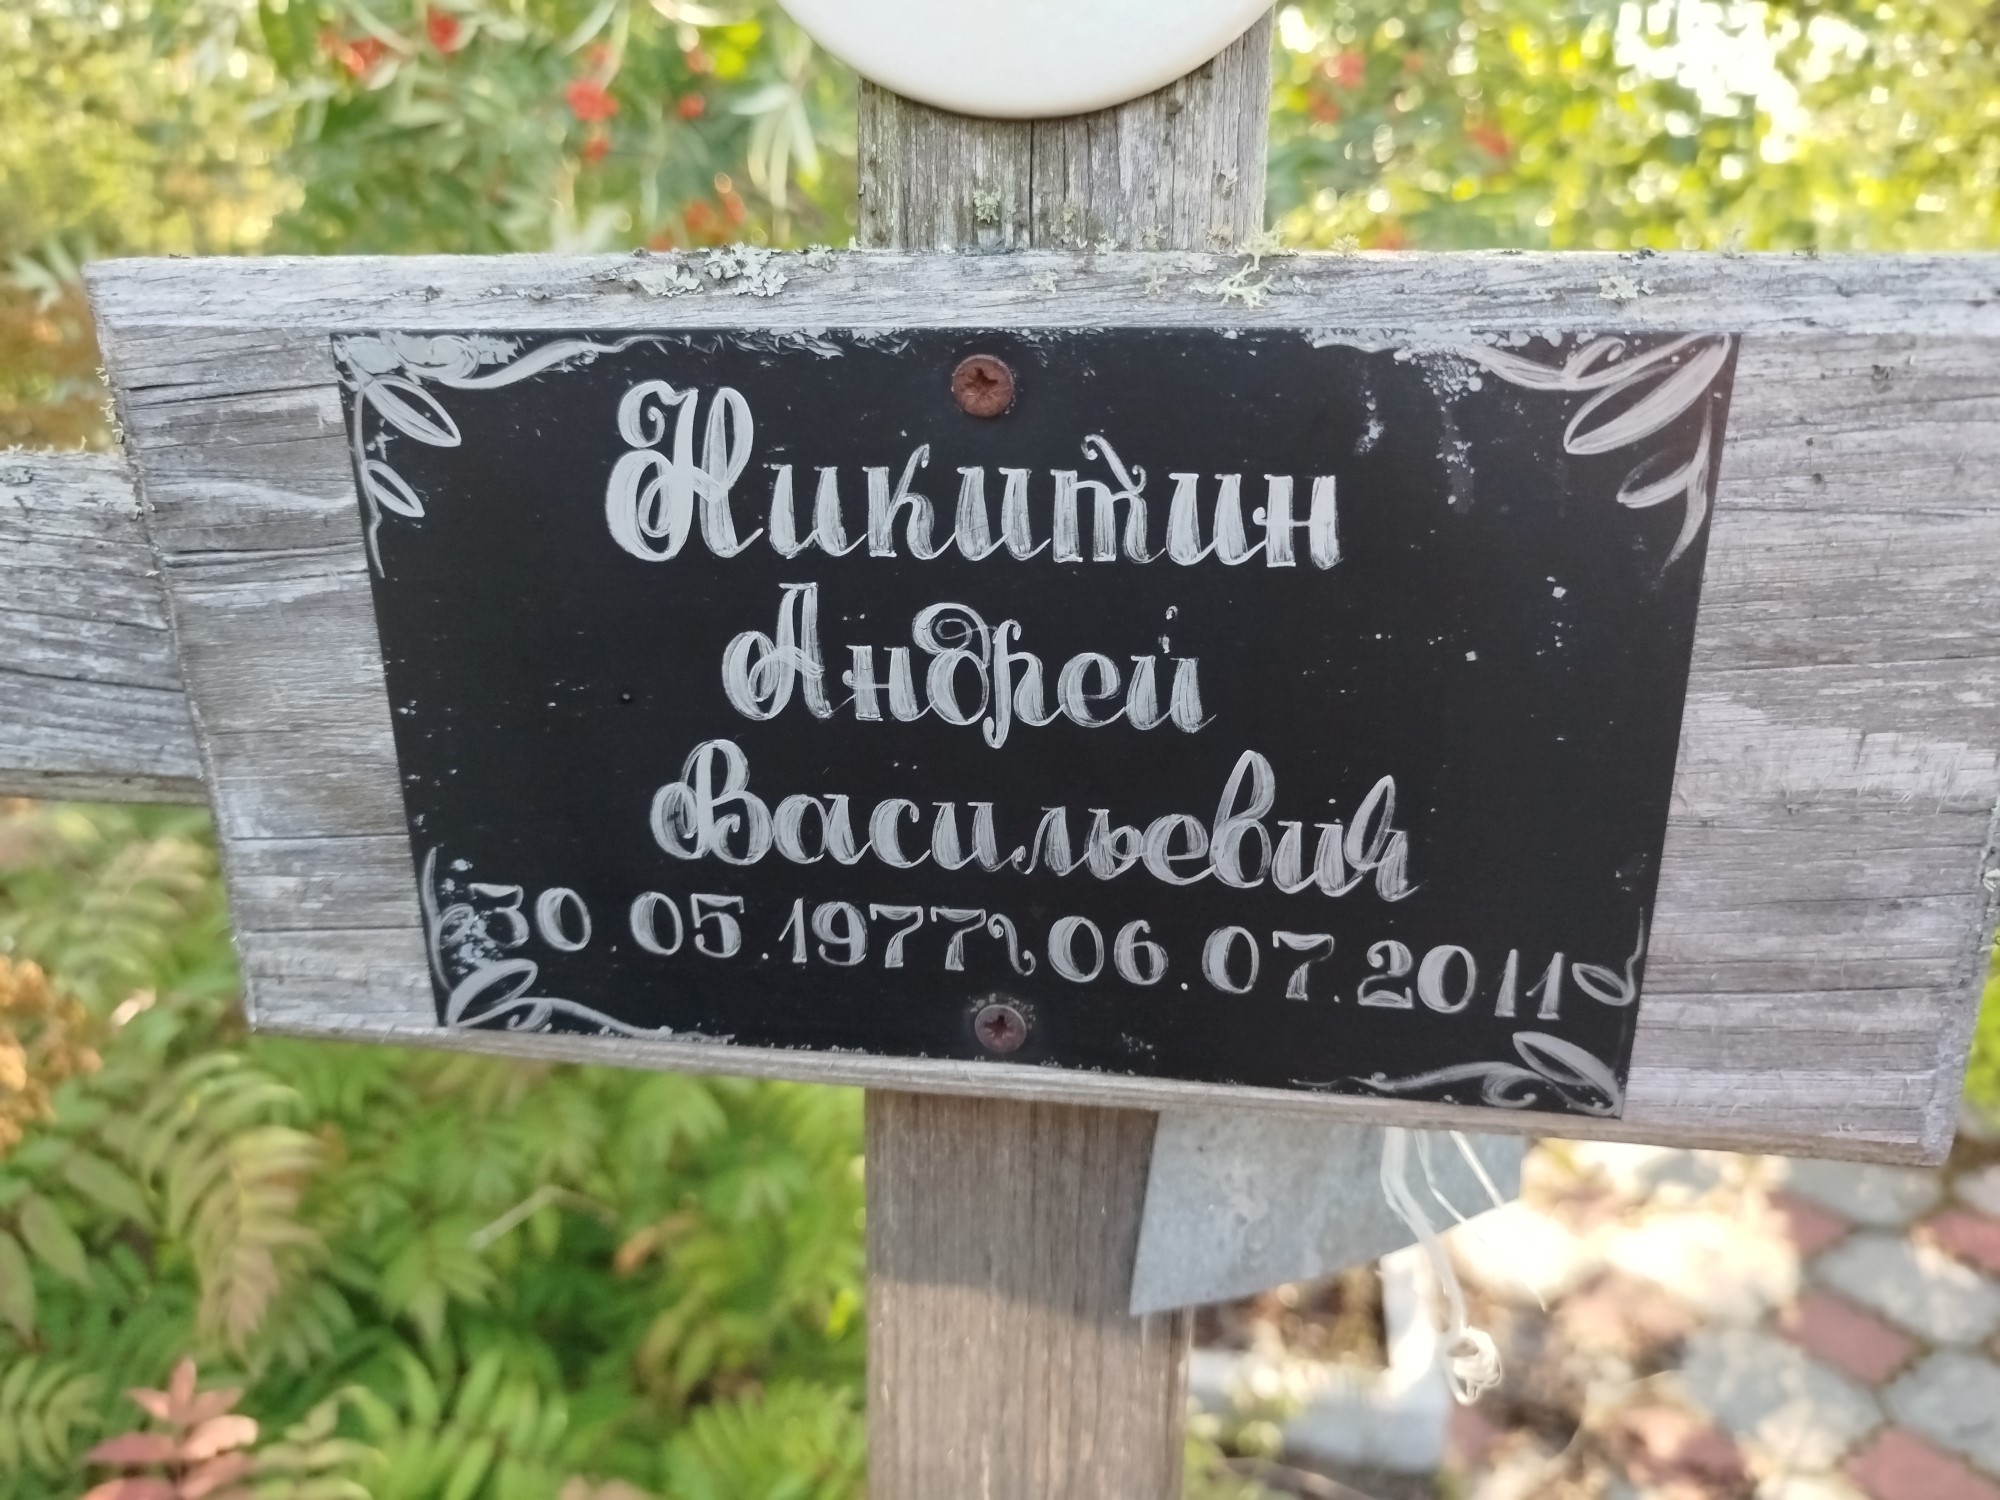 Никитин
Андрей
Васильевич
30.05.1977~06.07.2011